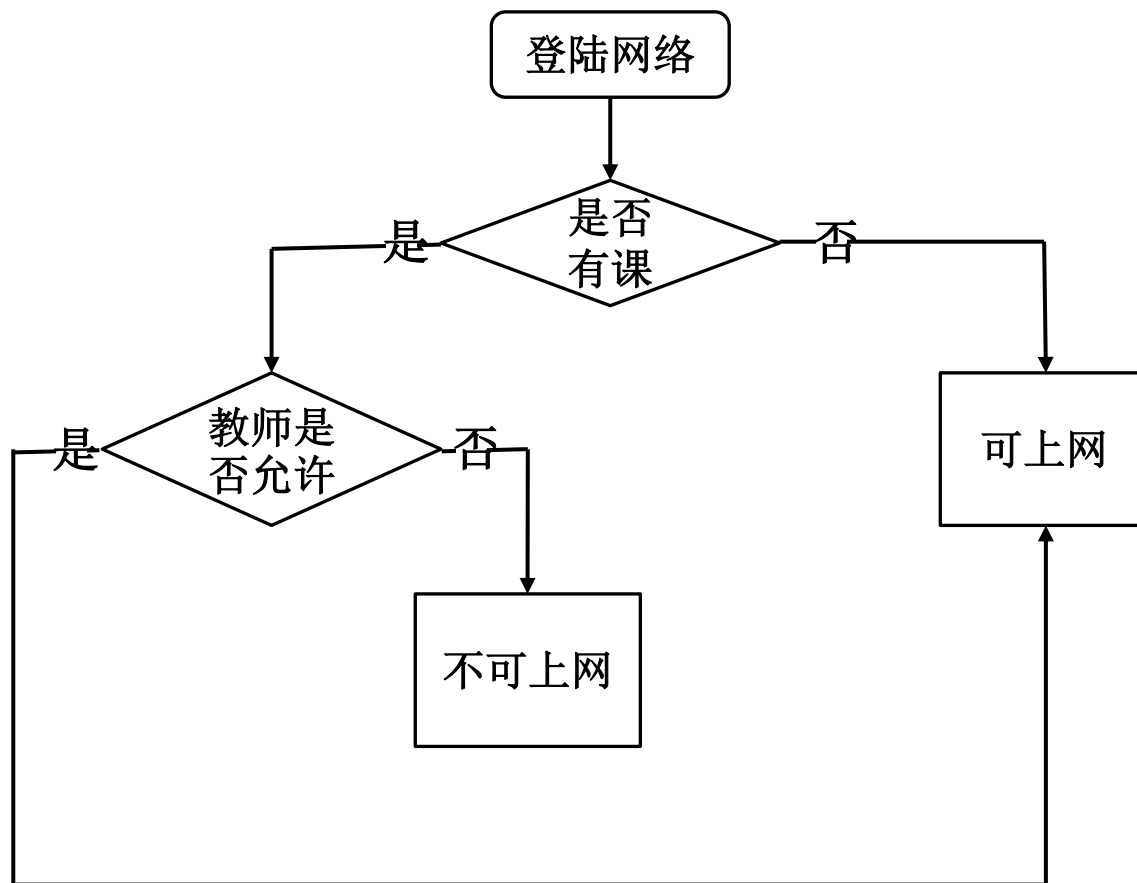 登陆网络
是否
有课
是
否
教师是
否允许
是
否
可上网
不可上网